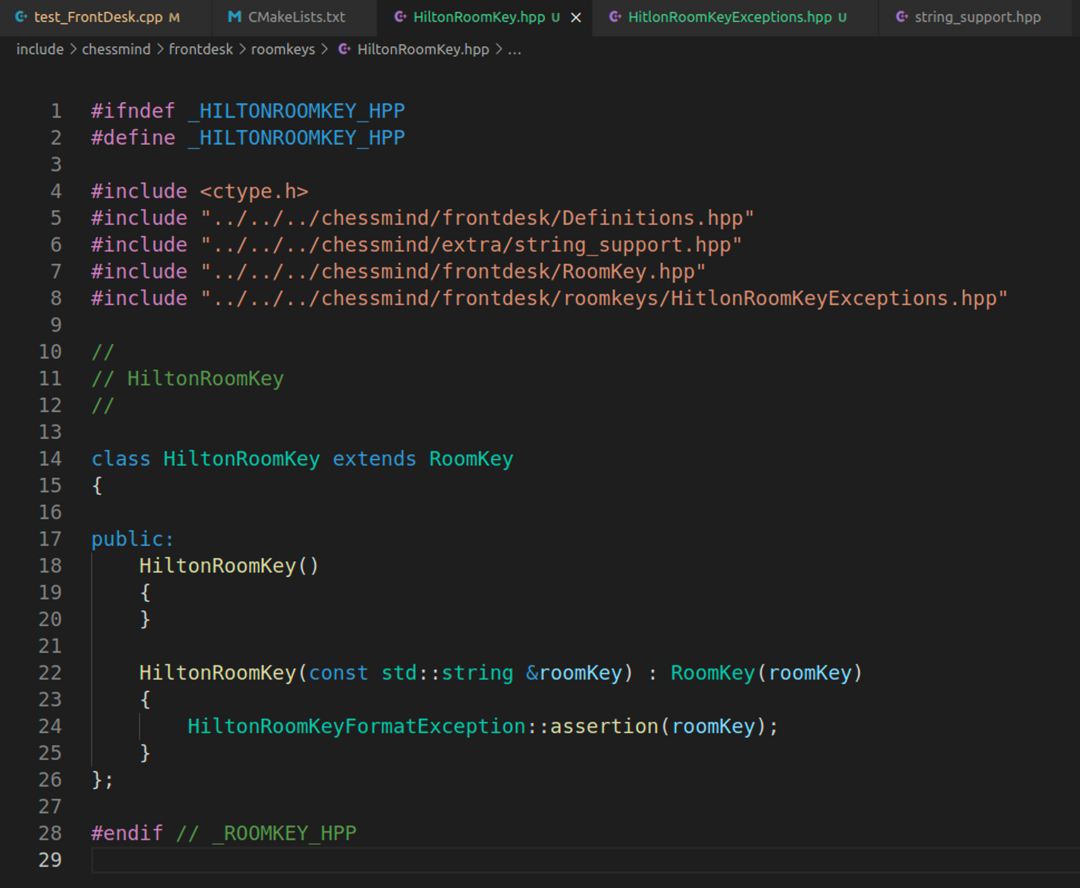 test_FrontDesk.cpp M CMakeLists.txt HiltonRoomKey.hpp U HitlonRoomKeyExceptions.hpp U string_support.hpp
include > chessmind > frontdesk > roomkeys > HiltonRoomKey.hpp > ...
1 #ifndef _HILTONROOMKEY_HPP
2 #define _HILTONROOMKEY_HPP
3
4 #include <ctype.h>
5 #include "../../../chessmind/frontdesk/Definitions.hpp"
6 #include "../../../chessmind/extra/string_support.hpp"
7 #include "../../../chessmind/frontdesk/RoomKey.hpp"
8 #include "../../../chessmind/frontdesk/roomkeys/HitlonRoomKeyExceptions.hpp"
9
10 //
11 // HiltonRoomKey
12 //
13
14 class HiltonRoomKey extends RoomKey
15 {
16
17 public:
18     HiltonRoomKey()
19     {
20     }
21
22     HiltonRoomKey(const std::string &roomKey) : RoomKey(roomKey)
23     {
24         HiltonRoomKeyFormatException::assertion(roomKey);
25     }
26 };
27
28 #endif // _ROOMKEY_HPP
29